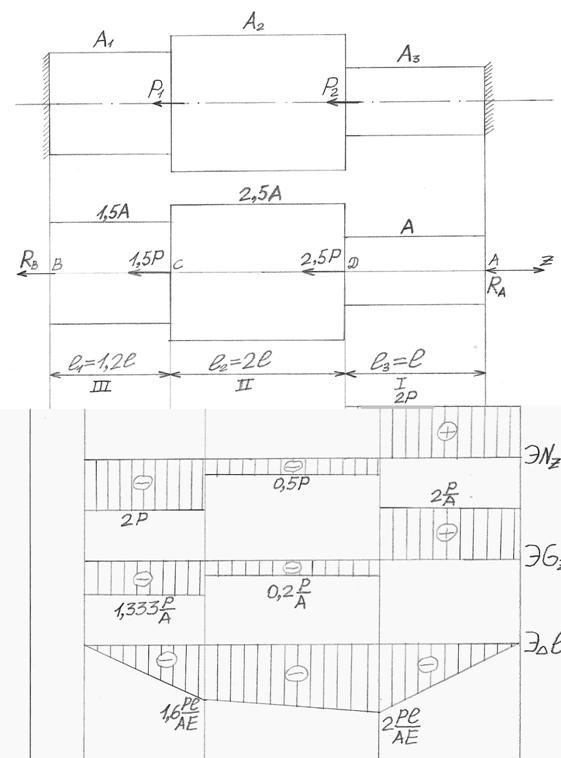 A₁
A₂
A₃
P₁
P₂
1,5A
2,5A
A
R_B
B
1,5P
C
2,5P
D
A
z
R_A
ℓ₁=1,2ℓ
ℓ₂=2ℓ
ℓ₃=ℓ
III
II
I
2P
+
ЭN_z
−
−
0,5P
2P
2 P/A
+
Эσ_z
−
−
1,333 P/A
0,2 P/A
ЭΔℓ
−
−
−
1,6 Pℓ/AE
2 Pℓ/AE